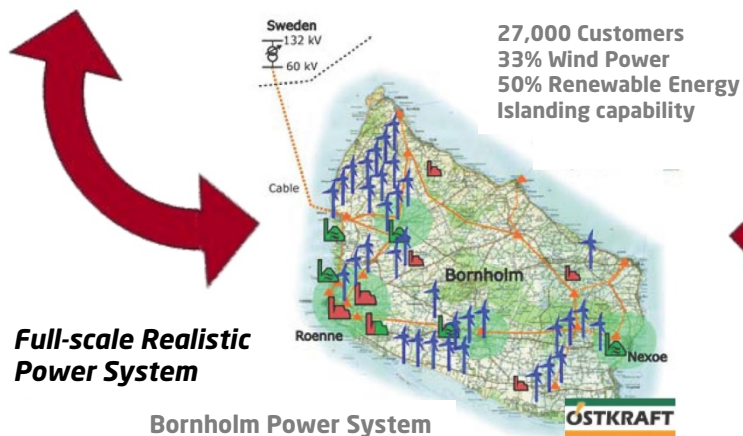 Sweden
132 kV
60 kV
27,000 Customers
33% Wind Power
50% Renewable Energy
Islanding capability
Cable
Bornholm
Roenne
Nexoe
Full-scale Realistic
Power System
Bornholm Power System
ØSTKRAFT